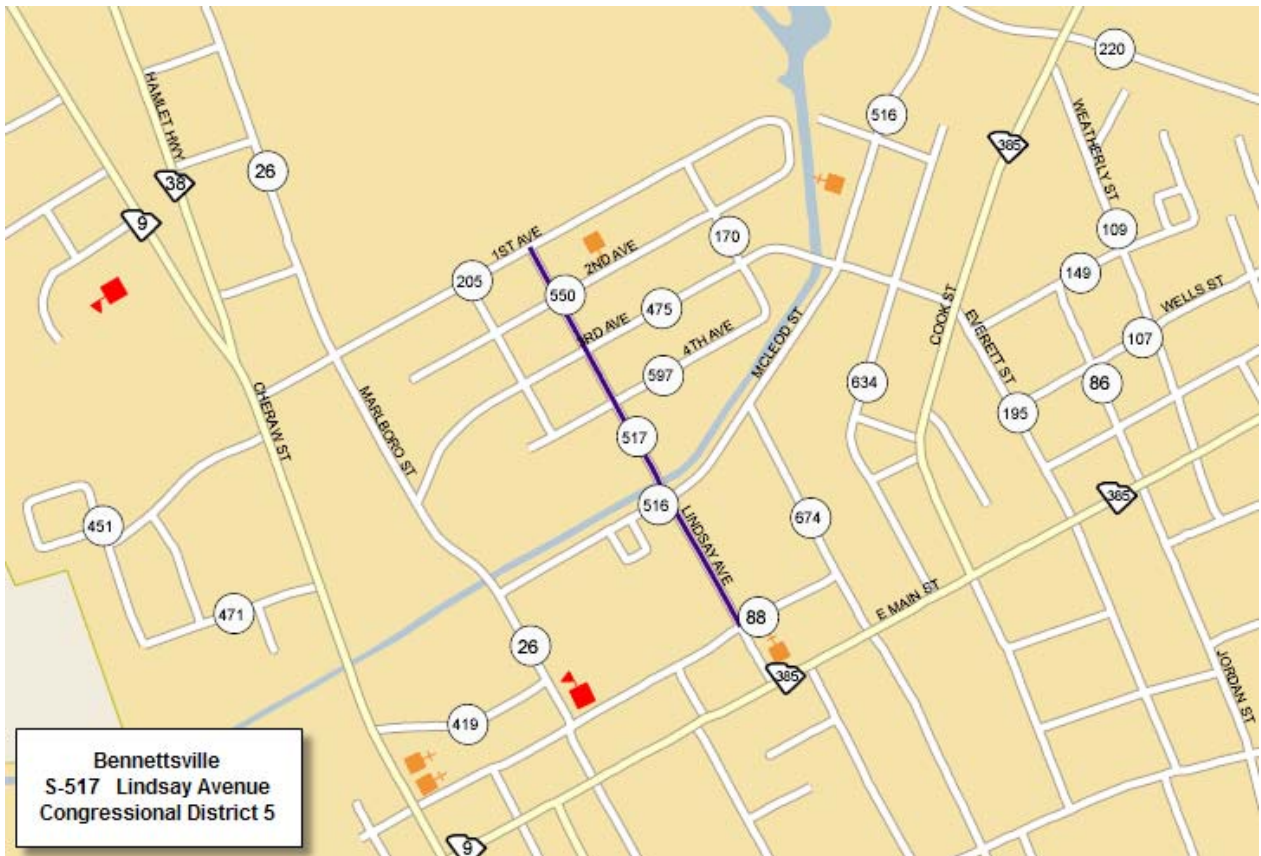 220
516
HAMLET HWY
385
WEATHERLY ST
26
38
9
109
170
1ST AVE
2ND AVE
149
205
550
475
WELLS ST
3RD AVE
4TH AVE
MCLEOD ST
COOK ST
EVERETT ST
107
597
634
86
CHERAW ST
MARLBORO ST
195
517
385
516
451
674
LINDSAY AVE
471
88
E MAIN ST
26
385
JORDAN ST
419
Bennettsville
S-517 Lindsay Avenue
Congressional District 5
9